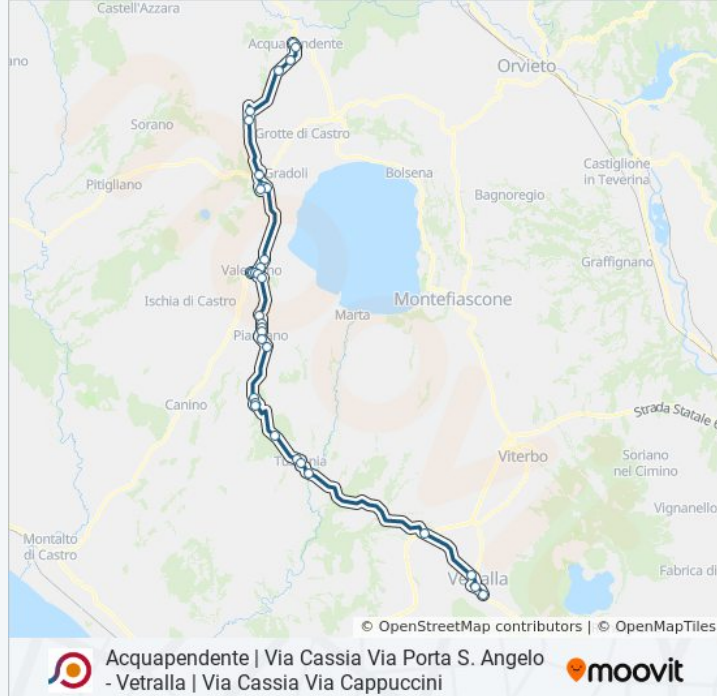 Castell'Azzara
Acquapendente
Orvieto
Sorano
Grotte di Castro
Castiglione
in Teverina
Pitigliano
Gradoli
Bolsena
Bagnoregio
Graffignano
Ischia di Castro
Montefiascone
Marta
Canino
Strada Statale 6
Viterbo
Soriano
nel Cimino
Vignanello
Montalto
di Castro
Vetralla
Fabrica di
© OpenStreetMap contributors | © OpenMapTiles
Acquapendente | Via Cassia Via Porta S. Angelo
- Vetralla | Via Cassia Via Cappuccini
moovit